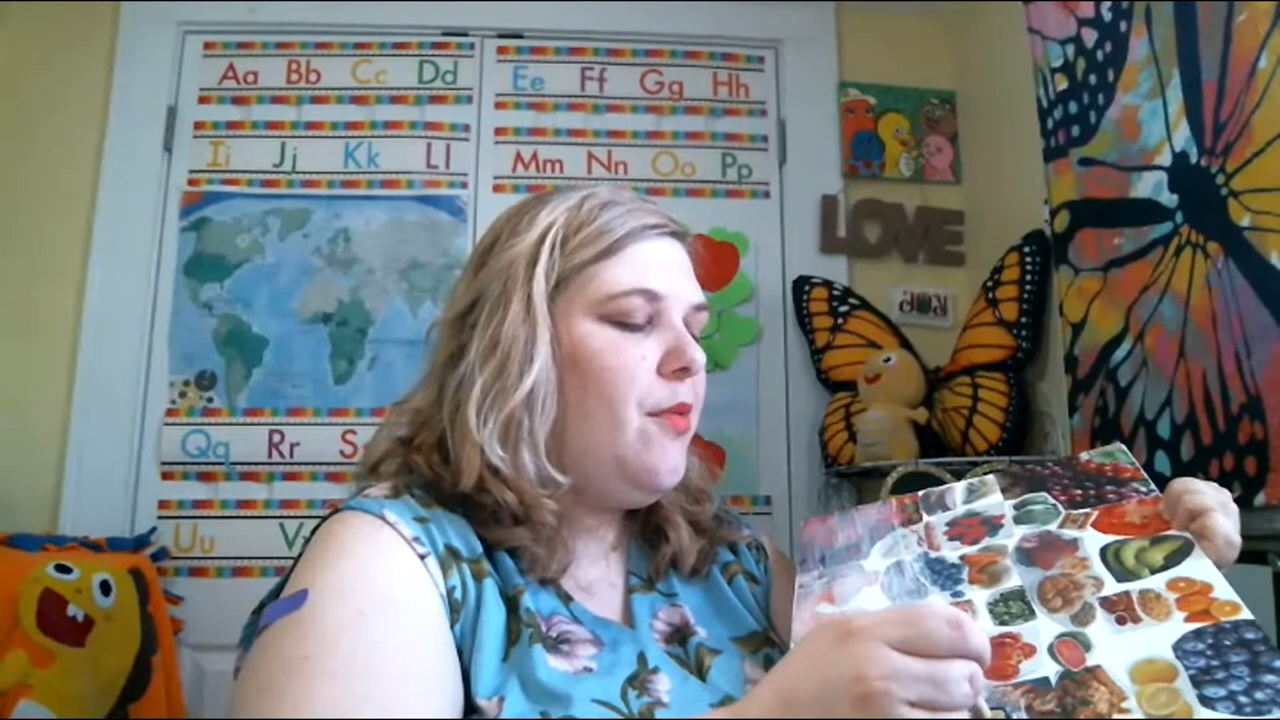 Aa Bb Cc Dd
Ee Ff Gg Hh
Ii Jj Kk Ll
Mm Nn Oo Pp
LOVE
JOY
Qq Rr S
Uu V